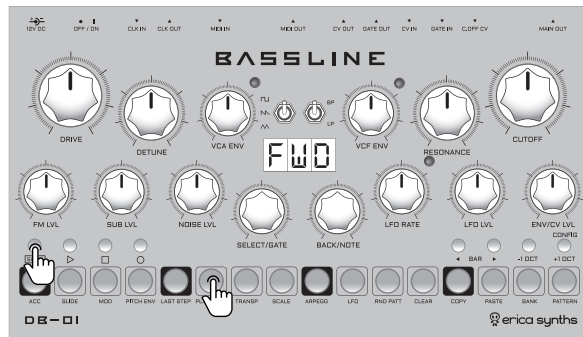 12V DC OFF / ON CLK IN CLK OUT MIDI IN MIDI OUT CV OUT GATE OUT CV IN GATE IN C.OFF CV MAIN OUT
BASSLINE
BP
LP
DRIVE DETUNE VCA ENV VCF ENV RESONANCE CUTOFF
FWD
FM LVL SUB LVL NOISE LVL SELECT/GATE BACK/NOTE LFO RATE LFO LVL ENV/CV LVL
CONFIG
BAR -1 OCT +1 OCT
ACC SLIDE MOD PITCH ENV LAST STEP TRANSP SCALE ARPEGG LFO RND PATT CLEAR COPY PASTE BANK PATTERN
DB-01 erica synths